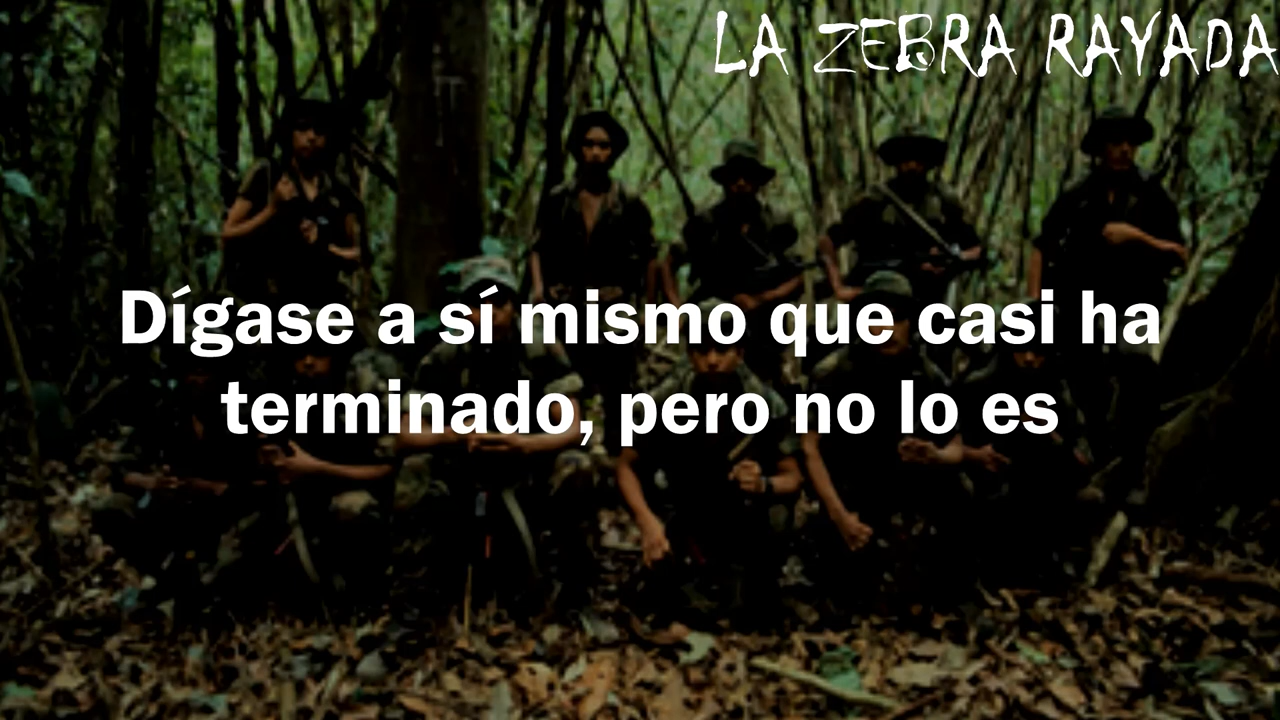 LA ZEBRA RAYADA
Dígase a sí mismo que casi ha
terminado, pero no lo es